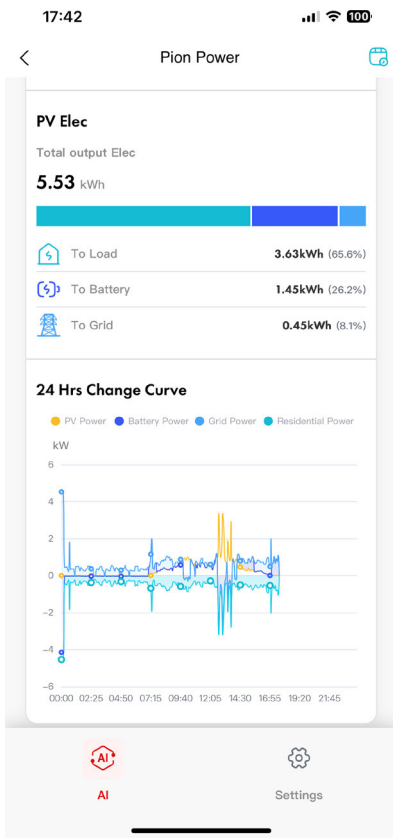 17:42
100
Pion Power
PV Elec
Total output Elec
5.53 kWh
To Load 3.63kWh (65.6%)
To Battery 1.45kWh (26.2%)
To Grid 0.45kWh (8.1%)
24 Hrs Change Curve
PV Power Battery Power Grid Power Residential Power
kW
6
4
2
0
−2
−4
−6
00:00 02:25 04:50 07:15 09:40 12:05 14:30 16:55 19:20 21:45
AI
AI Settings